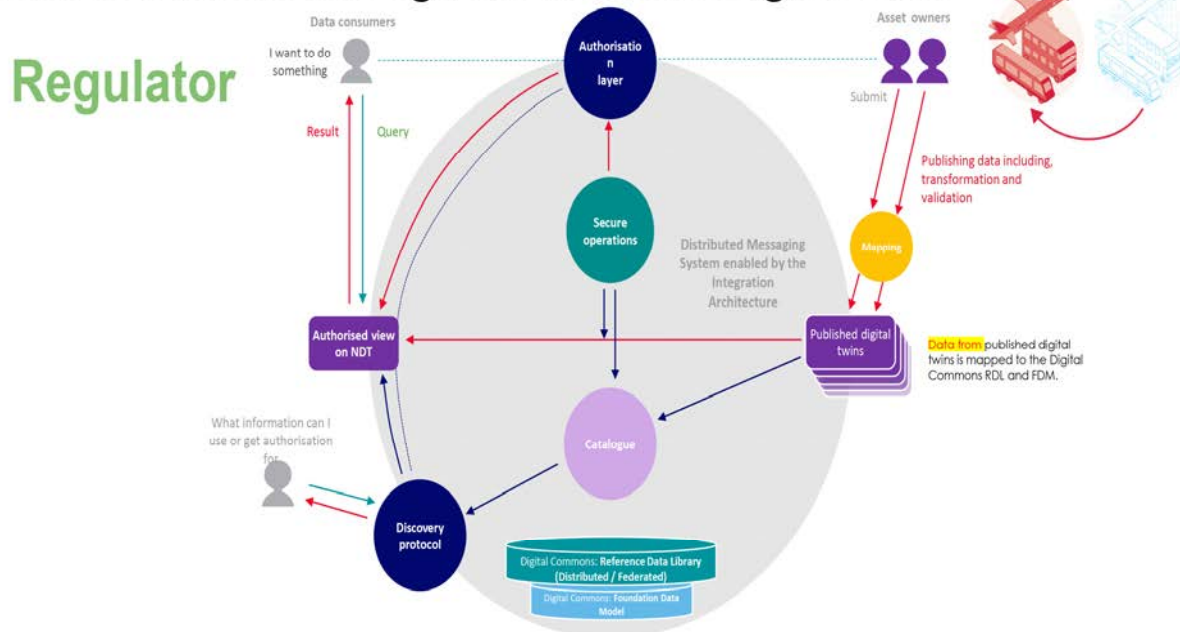 Data consumers
Asset owners
I want to do
something
Regulator
Authorisatio
n
layer
Submit
Result
Query
Publishing data including,
transformation and
validation
Secure
operations
Mapping
Distributed Messaging
System enabled by the
Integration
Architecture
Authorised view
on NDT
Published digital
twins
Data from published digital
twins is mapped to the Digital
Commons RDL and FDM.
What information can I
use or get authorisation
for
Catalogue
Discovery
protocol
Digital Commons: Reference Data Library
(Distributed / Federated)
Digital Commons: Foundation Data
Model